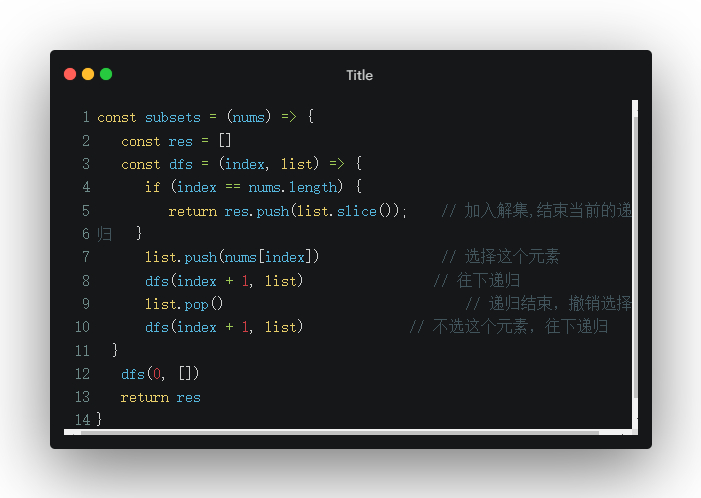 Title
1 const subsets = (nums) => {
2    const res = []
3    const dfs = (index, list) => {
4       if (index == nums.length) {
5          return res.push(list.slice());    // 加入解集,结束当前的递
6 归   }
7       list.push(nums[index])               // 选择这个元素
8       dfs(index + 1, list)                // 往下递归
9       list.pop()                              // 递归结束，撤销选择
10       dfs(index + 1, list)             // 不选这个元素，往下递归
11   }
12    dfs(0, [])
13    return res
14 }